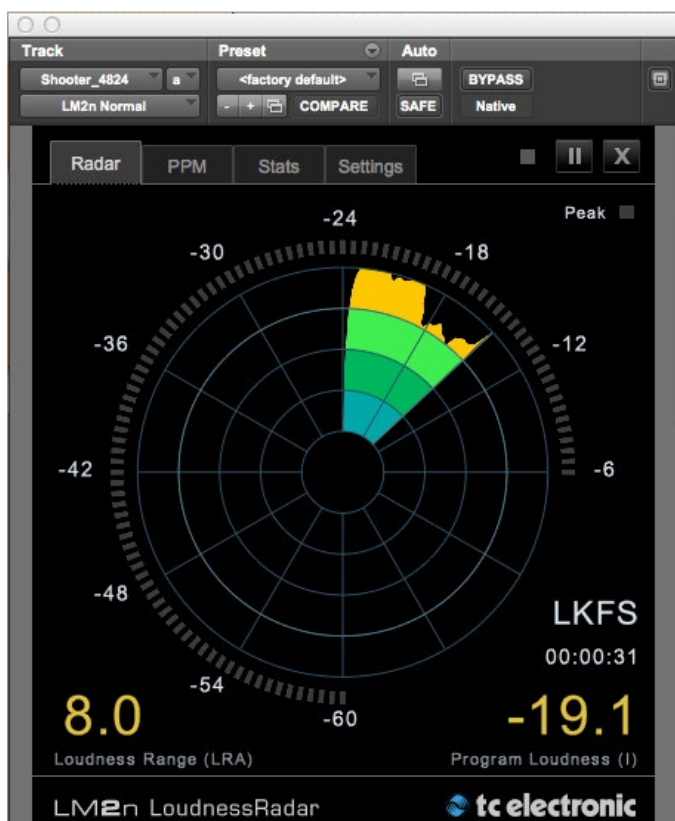 Track Preset Auto
Shooter_4824 a <factory default> BYPASS
LM2n Normal - + COMPARE SAFE Native
Radar PPM Stats Settings X
Peak
-24
-30 -18
-36 -12
-42 -6
-48
LKFS
00:00:31
-54
-60
8.0 -19.1
Loudness Range (LRA) Program Loudness (I)
LM2n LoudnessRadar tc electronic